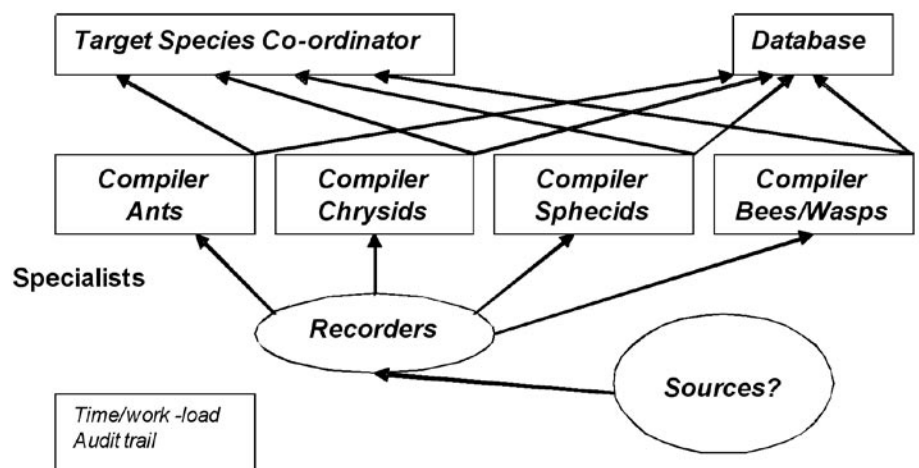 Target Species Co-ordinator
Database
Compiler
Ants
Compiler
Chrysids
Compiler
Sphecids
Compiler
Bees/Wasps
Specialists
Recorders
Sources?
Time/work -load
Audit trail